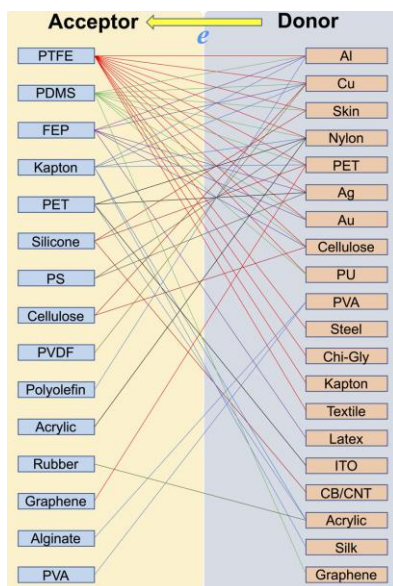 Acceptor
Donor
e
PTFE
PDMS
FEP
Kapton
PET
Silicone
PS
Cellulose
PVDF
Polyolefin
Acrylic
Rubber
Graphene
Alginate
PVA
Al
Cu
Skin
Nylon
PET
Ag
Au
Cellulose
PU
PVA
Steel
Chi-Gly
Kapton
Textile
Latex
ITO
CB/CNT
Acrylic
Silk
Graphene